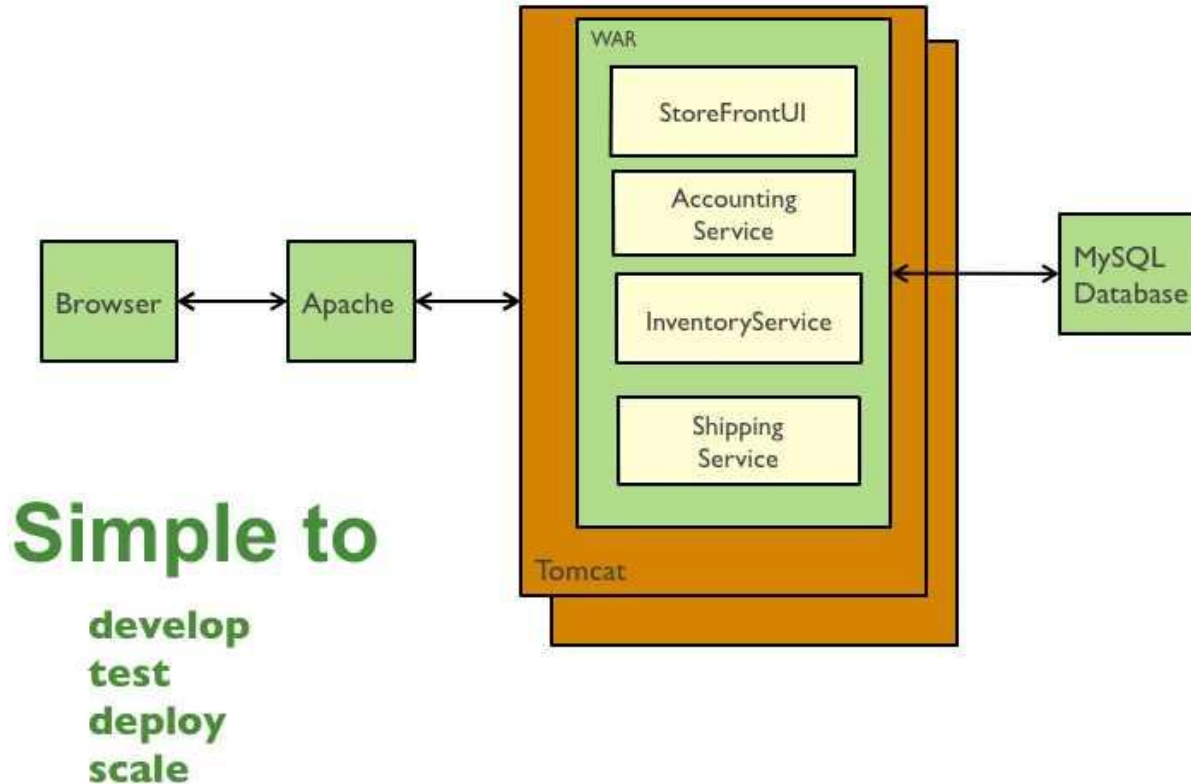 WAR
StoreFrontUI
Accounting
Service
InventoryService
Shipping
Service
Tomcat
Browser
Apache
MySQL
Database
Simple to
develop
test
deploy
scale